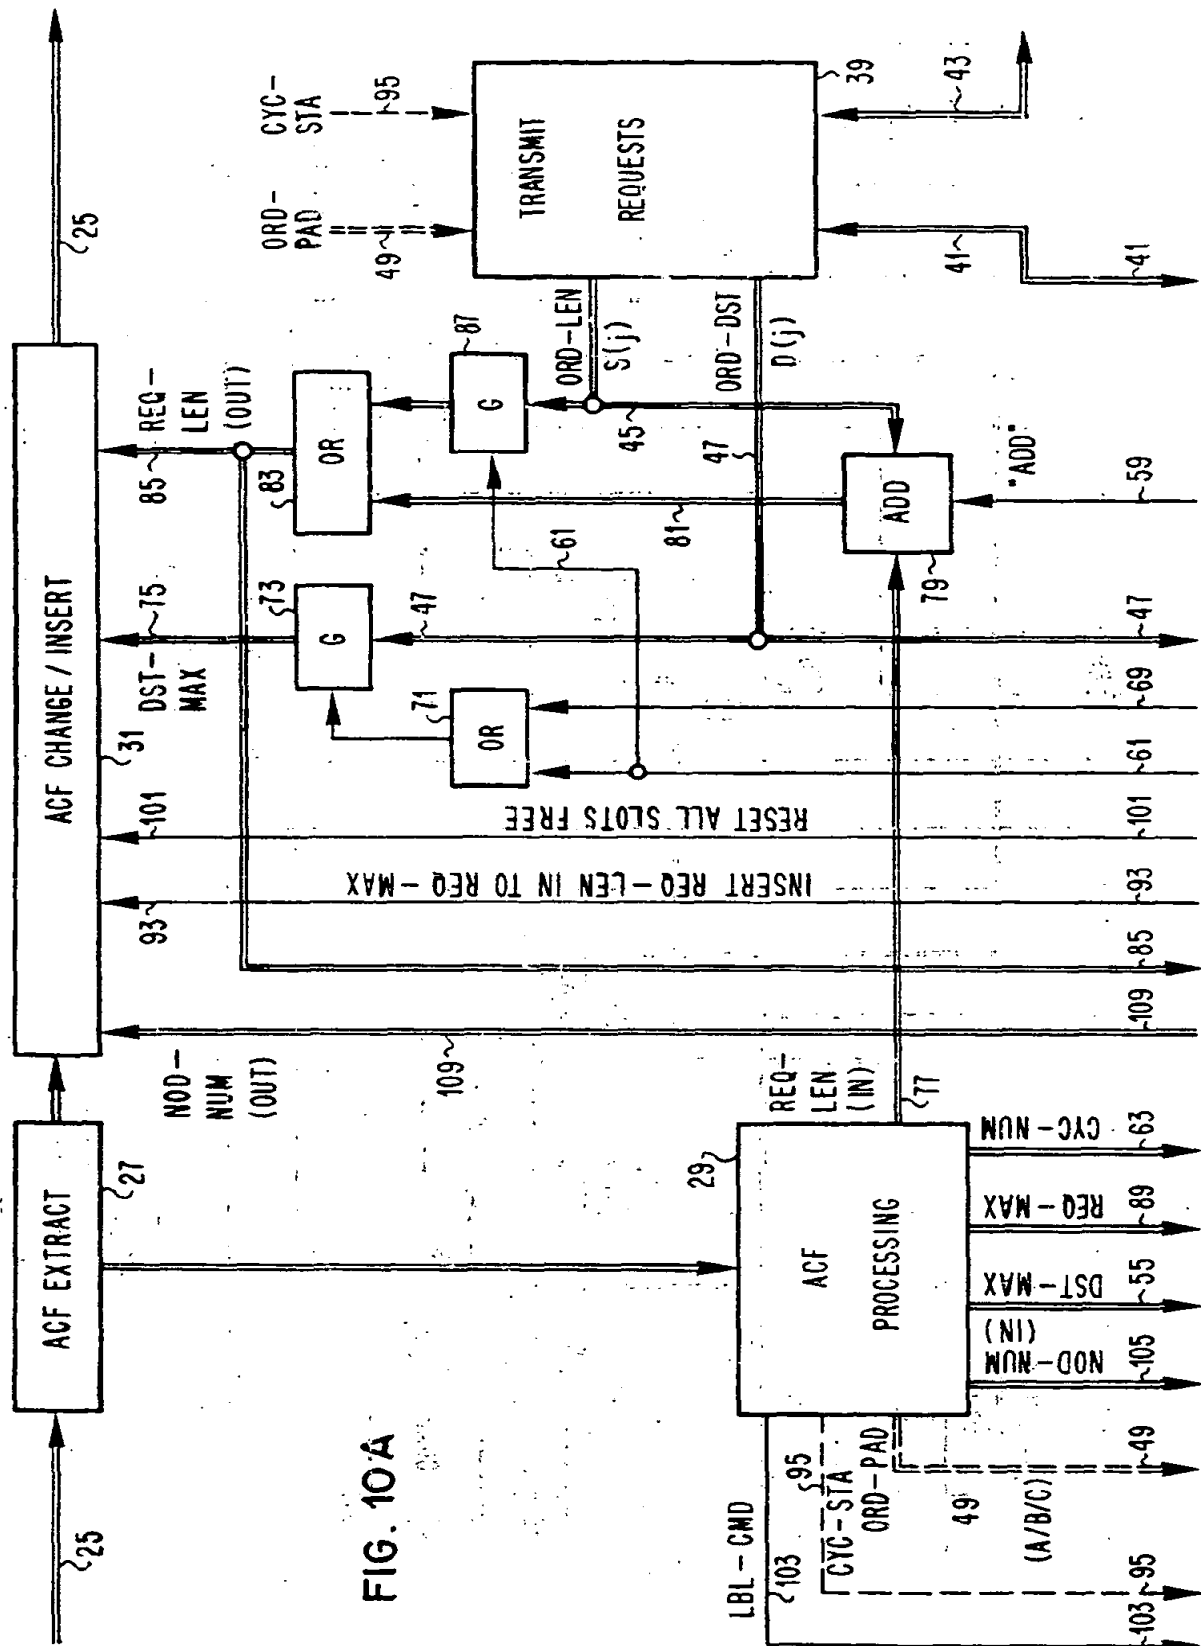 FIG. 10A
25
ACF EXTRACT
27
ACF CHANGE / INSERT
31
25
NOD-
NUM
(OUT)
109
93
101
DST-
MAX
75
85
REQ-
LEN
(OUT)
INSERT REQ-LEN IN TO REQ-MAX
RESET ALL SLOTS FREE
G
73
OR
83
OR
71
G
87
47
61
81
45
47
ORD-LEN
S(j)
ORD-DST
D(j)
ORD-
PAD
49
CYC-
STA
95
TRANSMIT
REQUESTS
39
41
43
41
ADD
79
"ADD"
59
29
ACF
PROCESSING
REQ-
LEN
(IN)
77
LBL-CMD
103
95
CYC-STA
ORD-PAD
49
(A/B/C)
NOD-NUM
(IN)
DST-MAX
REQ-MAX
CYC-NUM
103
95
49
105
55
89
63
109
85
93
101
61
69
47